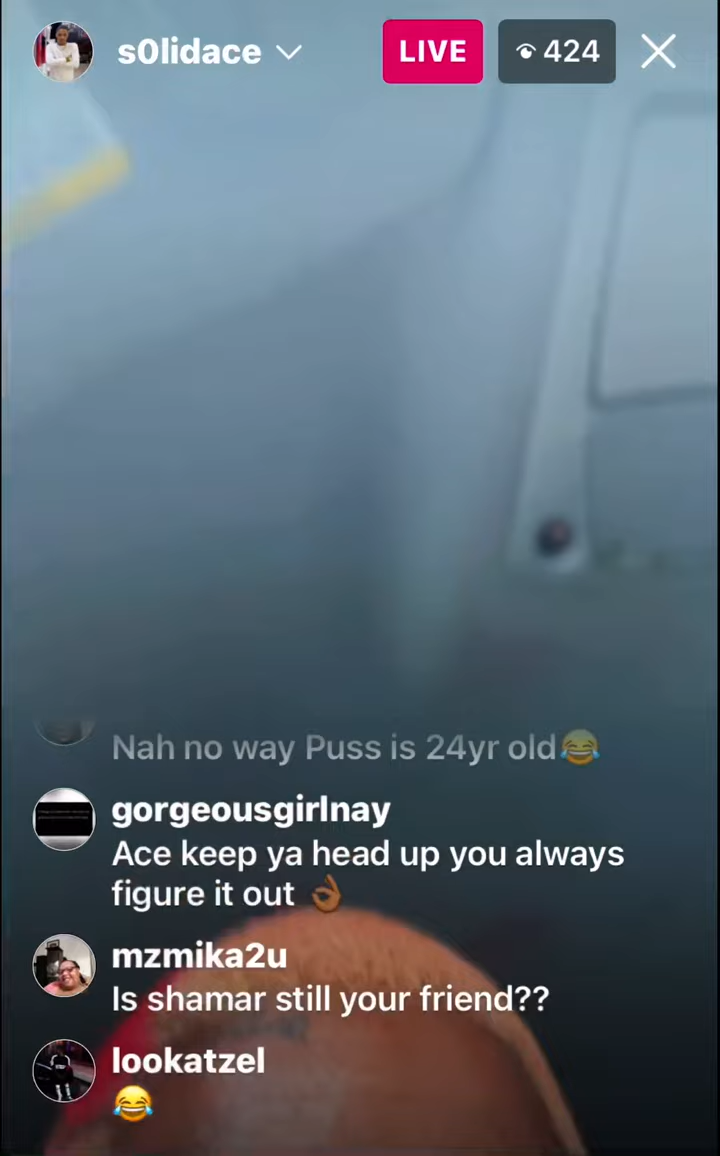 s0lidace
LIVE
424
Nah no way Puss is 24yr old😂
gorgeousgirlnay
Ace keep ya head up you always
figure it out 👌🏾
mzmika2u
Is shamar still your friend??
lookatzel
😂